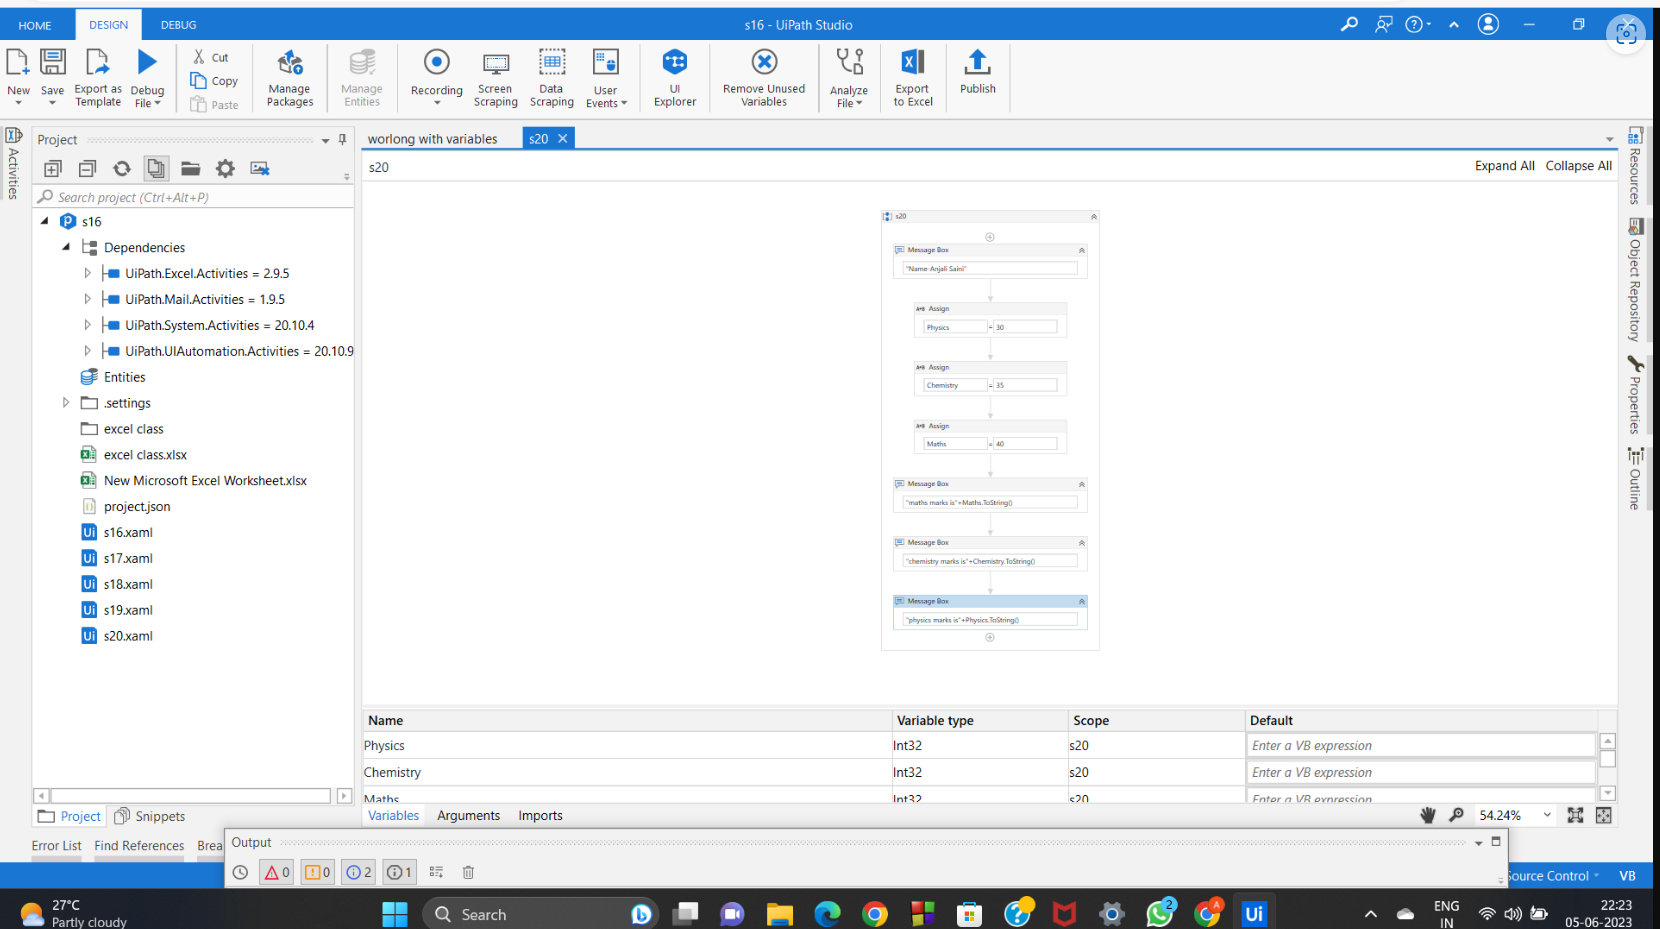 HOME DESIGN DEBUG s16 - UiPath Studio
New Save Export as Template Debug File Cut Copy Paste Manage Packages Manage Entities Recording Screen Scraping Data Scraping User Events UI Explorer Remove Unused Variables Analyze File Export to Excel Publish
Activities
Project
Search project (Ctrl+Alt+P)
s16
Dependencies
UiPath.Excel.Activities = 2.9.5
UiPath.Mail.Activities = 1.9.5
UiPath.System.Activities = 20.10.4
UiPath.UIAutomation.Activities = 20.10.9
Entities
.settings
excel class
excel class.xlsx
New Microsoft Excel Worksheet.xlsx
project.json
Ui s16.xaml
Ui s17.xaml
Ui s18.xaml
Ui s19.xaml
Ui s20.xaml
Project Snippets
worlong with variables s20
s20 Expand All Collapse All
s20
Message Box
"Name-Anjali Saini"
A+B Assign
Physics = 30
A+B Assign
Chemistry = 35
A+B Assign
Maths = 40
Message Box
"maths marks is"+Maths.ToString()
Message Box
"chemistry marks is"+Chemistry.ToString()
Message Box
"physics marks is"+Physics.ToString()
Resources
Object Repository
Properties
Outline
Name Variable type Scope Default
Physics Int32 s20 Enter a VB expression
Chemistry Int32 s20 Enter a VB expression
Maths Int32 s20 Enter a VB expression
Variables Arguments Imports 54.24%
Error List Find References Brea
Output
0 0 2 1
Source Control VB
27°C
Partly cloudy
Search
2
A
Ui
ENG
IN
22:23
05-06-2023